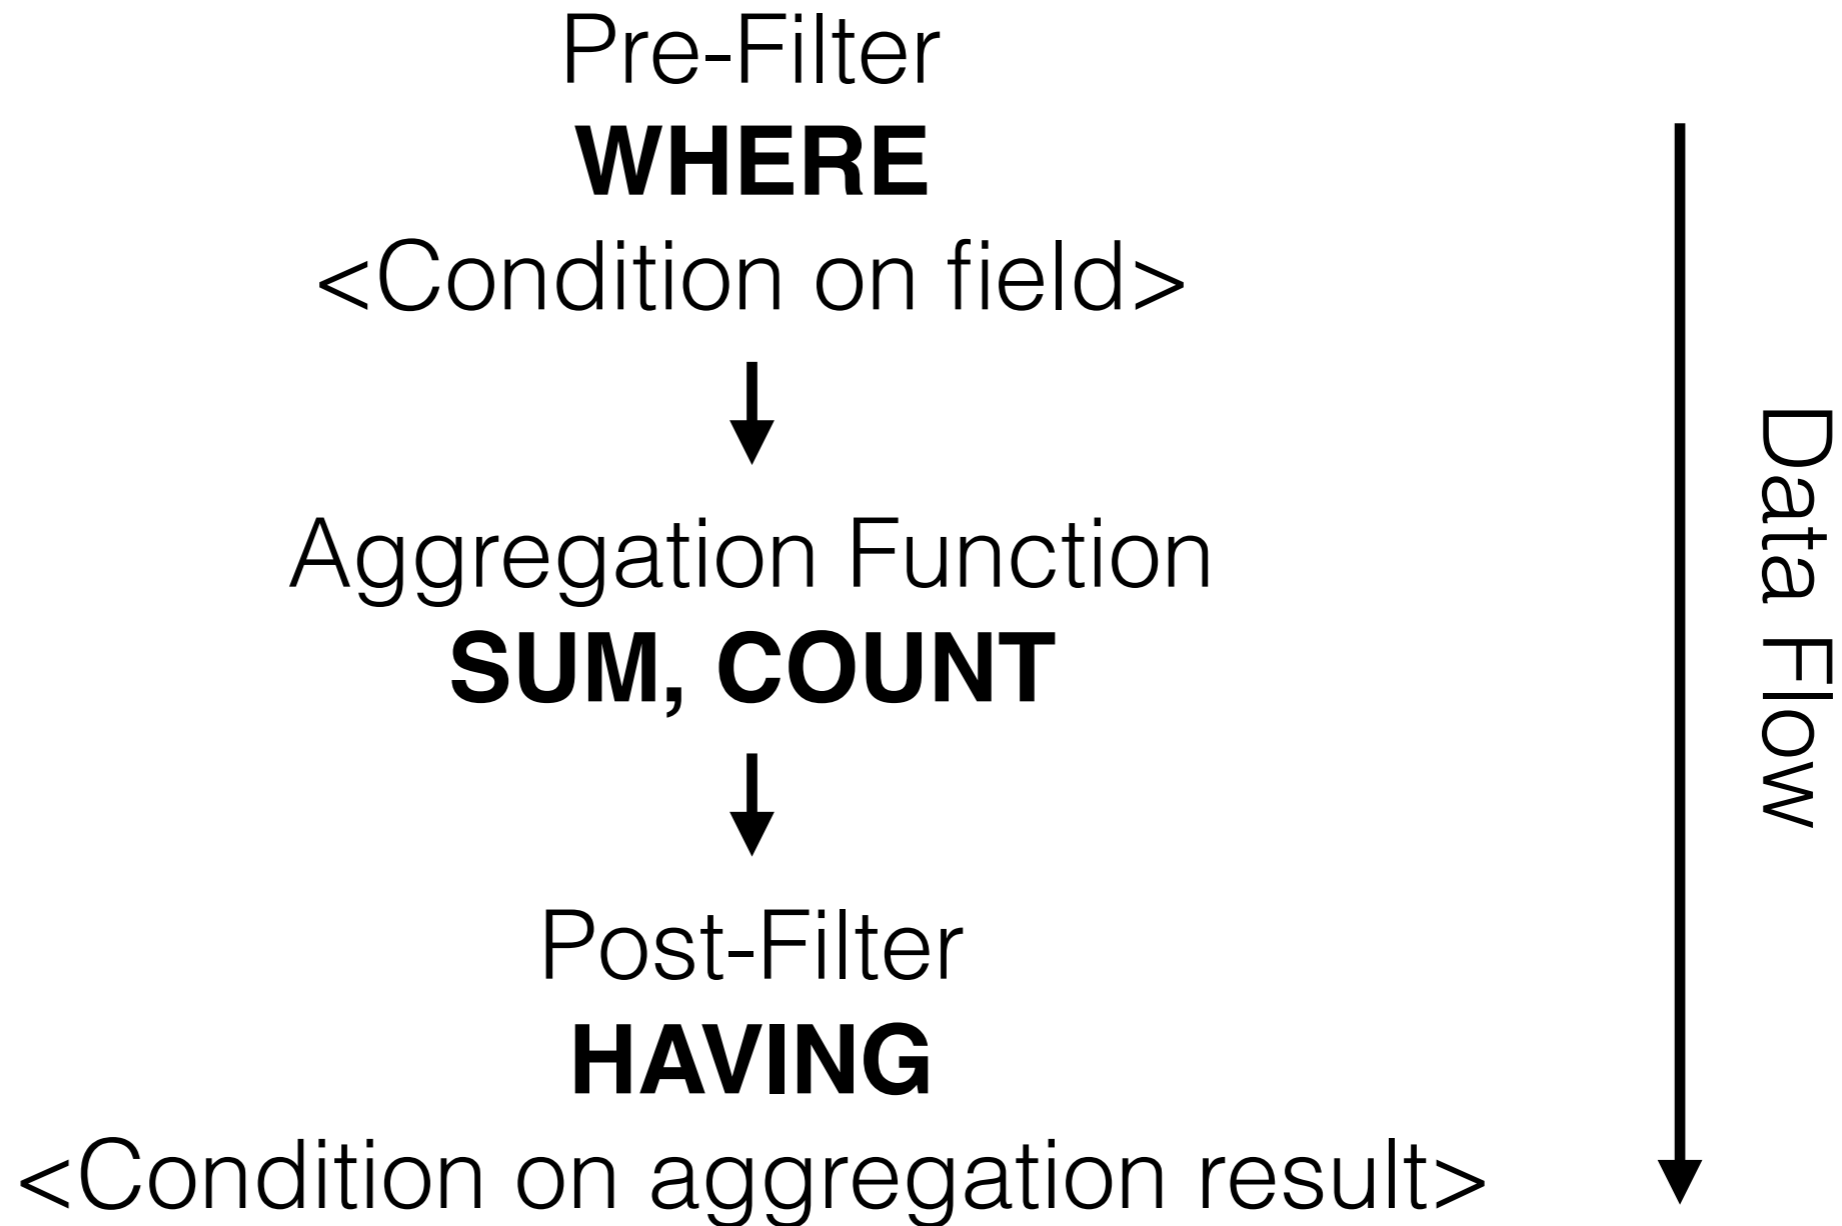 Pre-Filter
WHERE
<Condition on field>
Aggregation Function
SUM, COUNT
Post-Filter
HAVING
<Condition on aggregation result>
Data Flow